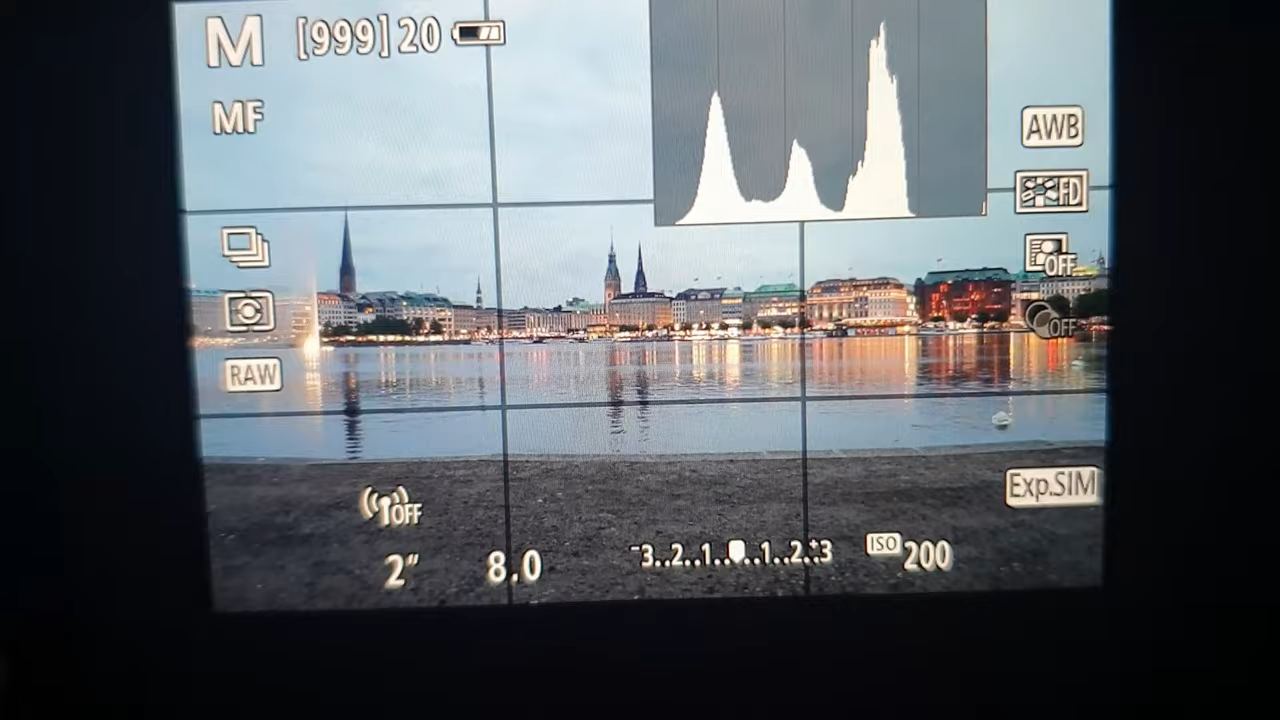 M [999] 20
MF
AWB
FD
OFF
OFF
RAW
Exp.SIM
OFF
2" 8.0 -3..2..1..0..1..2..+3 ISO 200